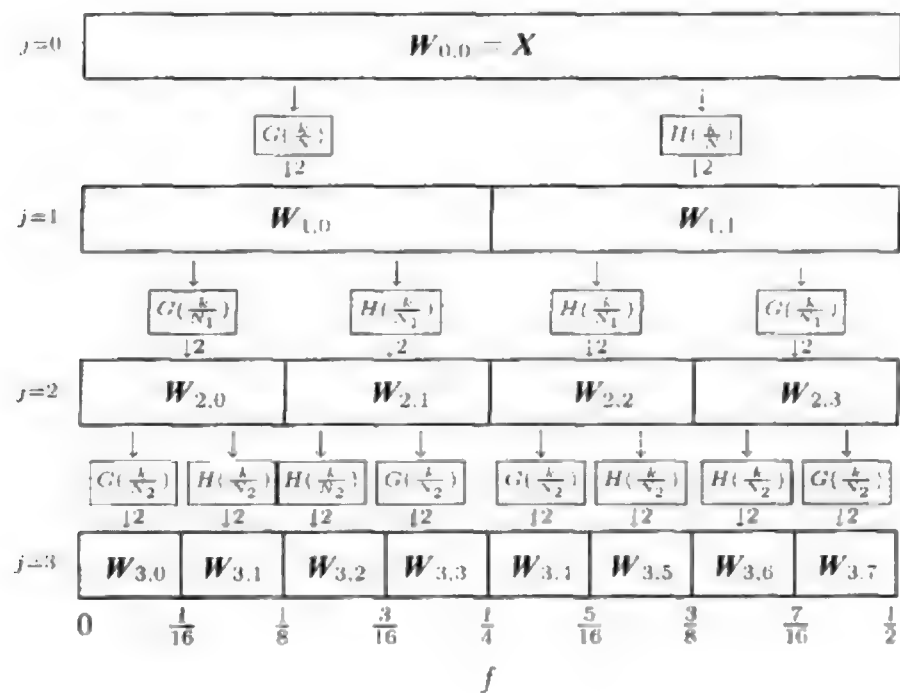 j=0 W0,0 = X
G(k/N) H(k/N)
↓2 ↓2
j=1 W1,0 W1,1
G(k/N1) H(k/N1) H(k/N1) G(k/N1)
↓2 ↓2 ↓2 ↓2
j=2 W2,0 W2,1 W2,2 W2,3
G(k/N2) H(k/N2) H(k/N2) G(k/N2) G(k/N2) H(k/N2) H(k/N2) G(k/N2)
↓2 ↓2 ↓2 ↓2 ↓2 ↓2 ↓2 ↓2
j=3 W3,0 W3,1 W3,2 W3,3 W3,4 W3,5 W3,6 W3,7
0 1/16 1/8 3/16 1/4 5/16 3/8 7/16 1/2
f